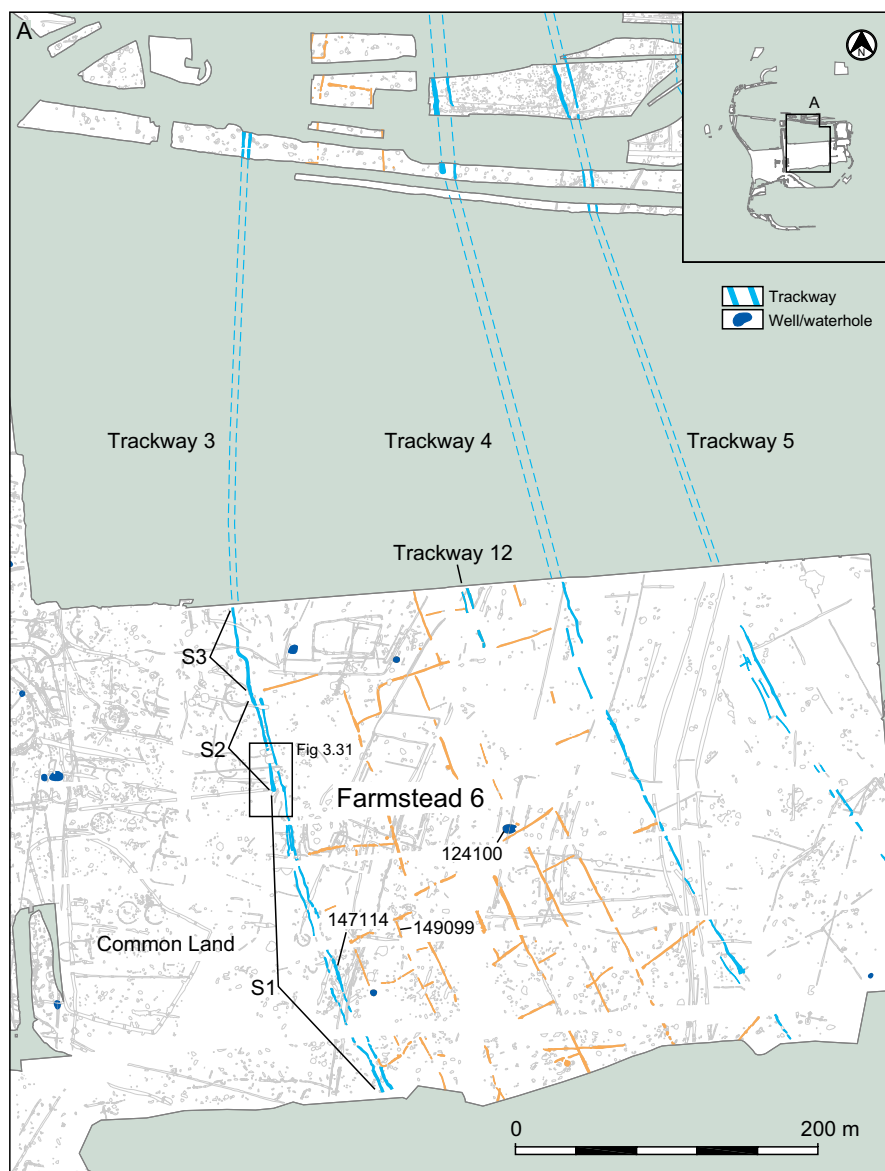 A
N
A
Trackway
Well/waterhole
Trackway 3
Trackway 4
Trackway 5
Trackway 12
S3
S2
Fig 3.31
Farmstead 6
124100
147114
149099
Common Land
S1
0
200 m